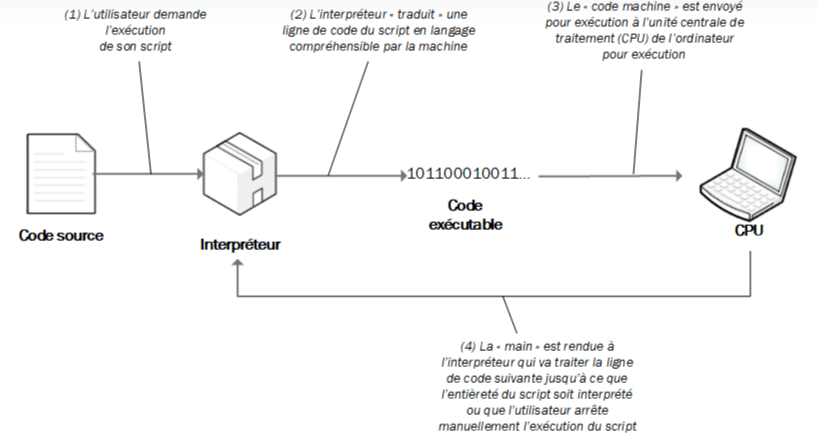 (1) L'utilisateur demande
l'exécution
de son script
(2) L'interpréteur « traduit » une
ligne de code du script en langage
compréhensible par la machine
(3) Le « code machine » est envoyé
pour exécution à l'unité centrale de
traitement (CPU) de l'ordinateur
pour exécution
Code source
Interpréteur
101100010011...
Code
exécutable
CPU
(4) La « main » est rendue à
l'interpréteur qui va traiter la ligne
de code suivante jusqu'à ce que
l'entièreté du script soit interprété
ou que l'utilisateur arrête
manuellement l'exécution du script